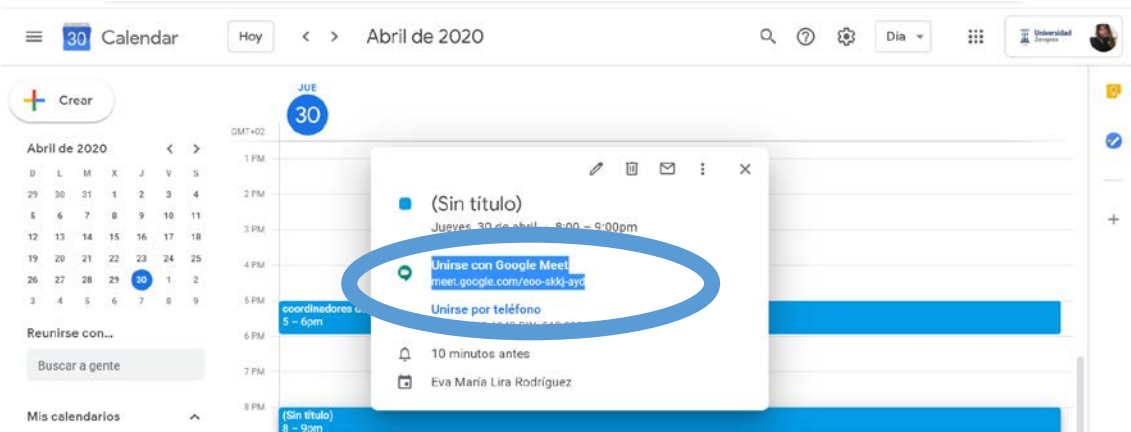 30 Calendar
Hoy < > Abril de 2020
Día
Universidad
Zaragoza
Crear
JUE
30
GMT+02
Abril de 2020 < >
D L M X J V S
29 30 31 1 2 3 4
5 6 7 8 9 10 11
12 13 14 15 16 17 18
19 20 21 22 23 24 25
26 27 28 29 30 1 2
3 4 5 6 7 8 9
Reunirse con...
Buscar a gente
Mis calendarios
1 PM
2 PM
3 PM
4 PM
5 PM
6 PM
7 PM
8 PM
coordinadores
5 – 6pm
(Sin título)
8 – 9pm
(Sin título)
Jueves, 30 de abril 8:00 – 9:00pm
Unirse con Google Meet
meet.google.com/eoo-skkj-ayd
Unirse por teléfono
10 minutos antes
Eva María Lira Rodríguez